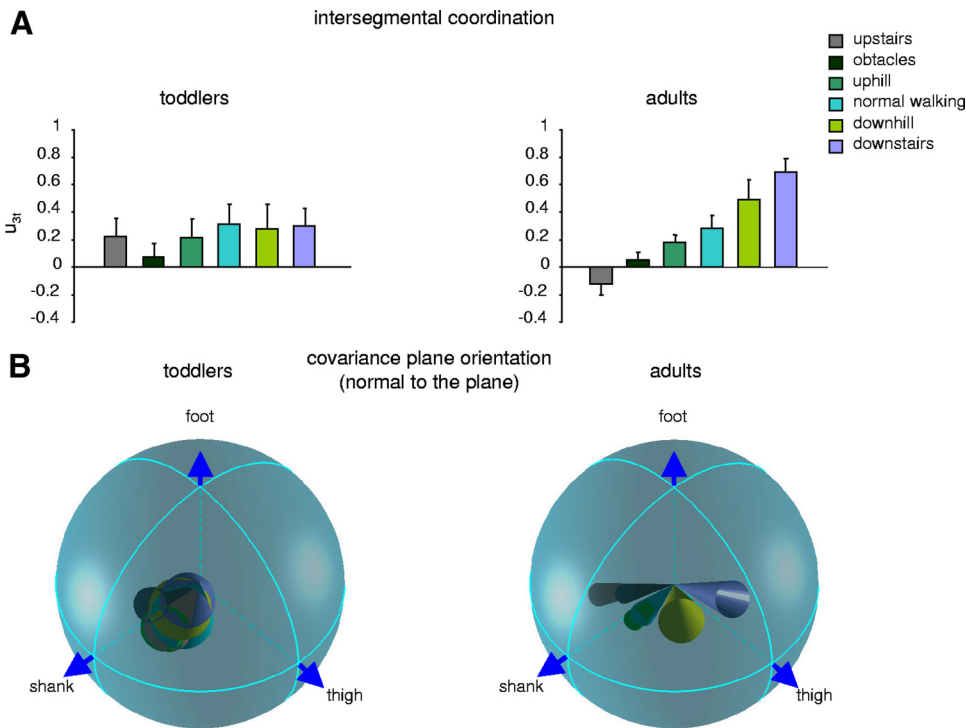 A
intersegmental coordination
upstairs
obtacles
uphill
normal walking
downhill
downstairs
toddlers
adults
1
0.8
0.6
0.4
0.2
0
-0.2
-0.4
u3t
1
0.8
0.6
0.4
0.2
0
-0.2
-0.4
B
covariance plane orientation
(normal to the plane)
toddlers
adults
foot
shank
thigh
foot
shank
thigh